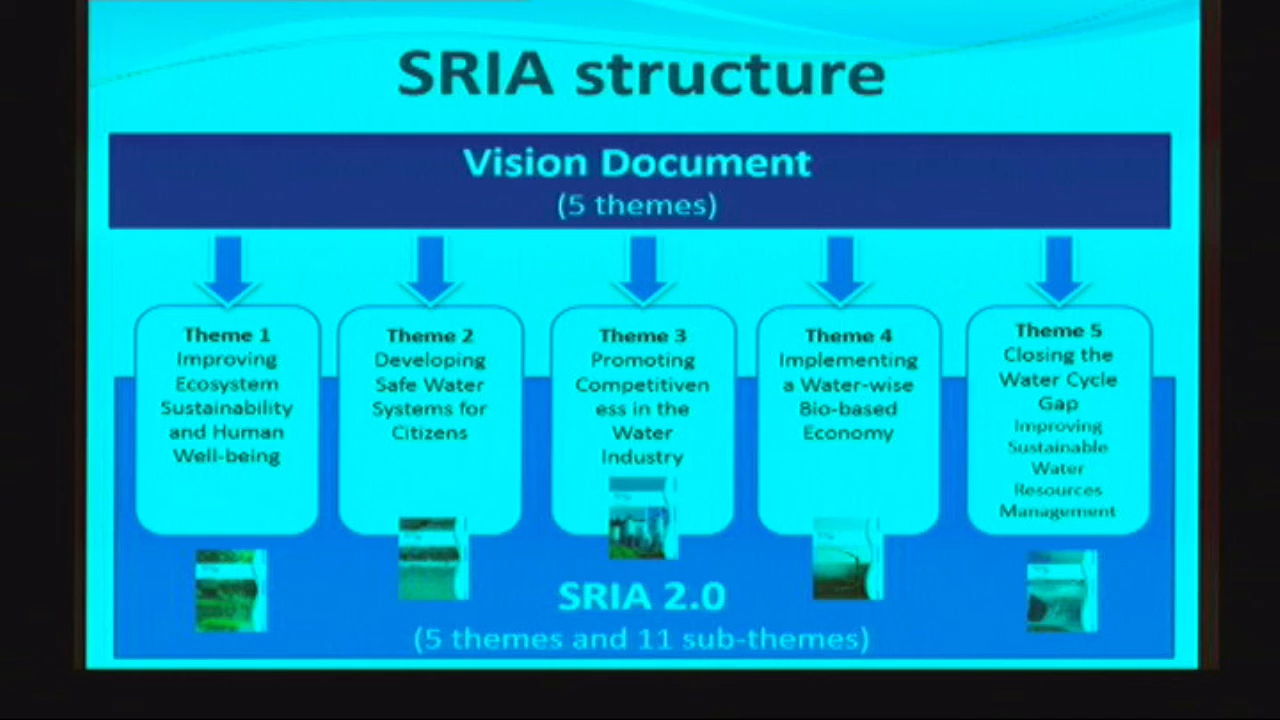 SRIA structure
Vision Document
(5 themes)
Theme 1
Improving
Ecosystem
Sustainability
and Human
Well-being
Theme 2
Developing
Safe Water
Systems for
Citizens
Theme 3
Promoting
Competitiven
ess in the
Water
Industry
Theme 4
Implementing
a Water-wise
Bio-based
Economy
Theme 5
Closing the
Water Cycle
Gap
Improving
Sustainable
Water
Resources
Management
SRIA 2.0
(5 themes and 11 sub-themes)